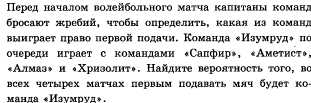 Перед началом волейбольного матча капитаны команд
бросают жребий, чтобы определить, какая из команд
выиграет право первой подачи. Команда «Изумруд» по
очереди играет с командами «Сапфир», «Аметист»,
«Алмаз» и «Хризолит». Найдите вероятность того, во
всех четырех матчах первым подавать мяч будет ко-
манда «Изумруд».